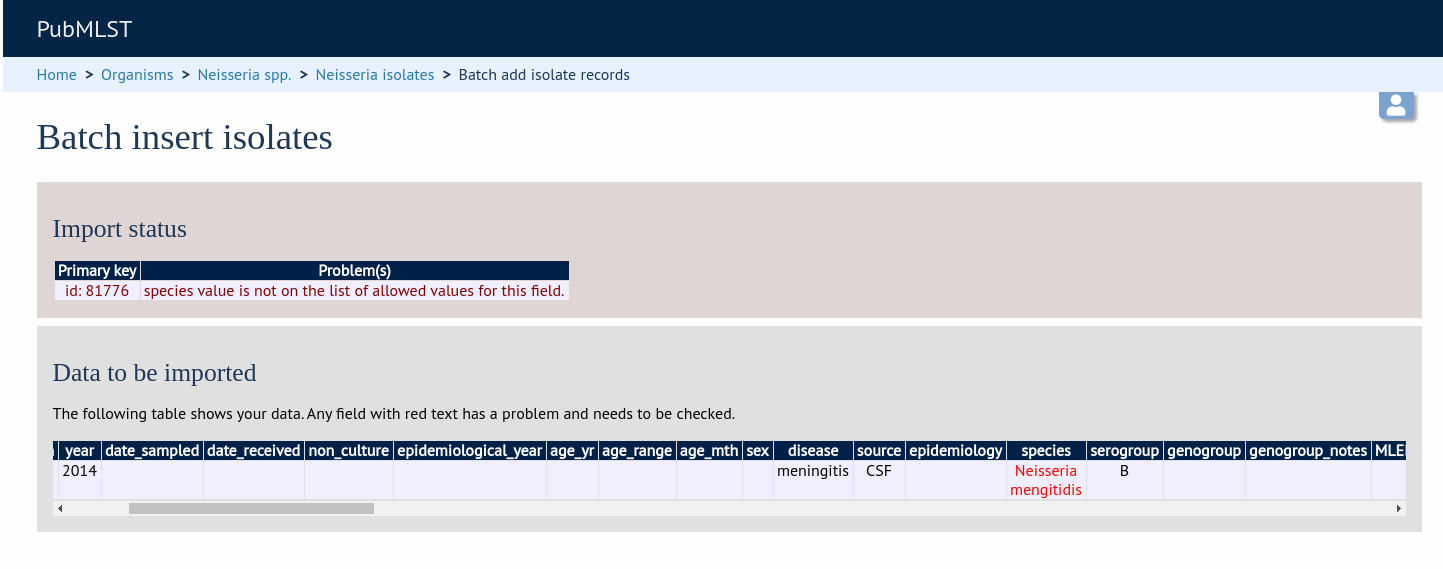 PubMLST
Home > Organisms > Neisseria spp. > Neisseria isolates > Batch add isolate records
Batch insert isolates
Import status
Primary key Problem(s)
id: 81776 species value is not on the list of allowed values for this field.
Data to be imported
The following table shows your data. Any field with red text has a problem and needs to be checked.
year date_sampled date_received non_culture epidemiological_year age_yr age_range age_mth sex disease source epidemiology species serogroup genogroup genogroup_notes MLE
2014 meningitis CSF Neisseria B
mengitidis